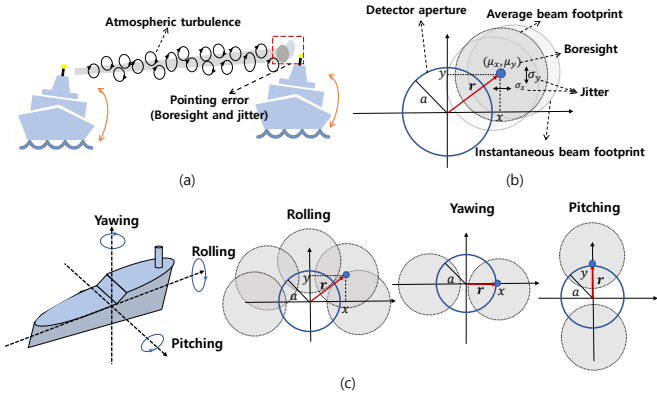 Atmospheric turbulence
Pointing error
(Boresight and jitter)
(a)
Detector aperture
Average beam footprint
Boresight
(μx, μy)
y
σy
r
σx
Jitter
a
x
Instantaneous beam footprint
(b)
Yawing
Rolling
Pitching
Rolling
y
r
a
x
Yawing
a
r
x
Pitching
y
r
a
(c)